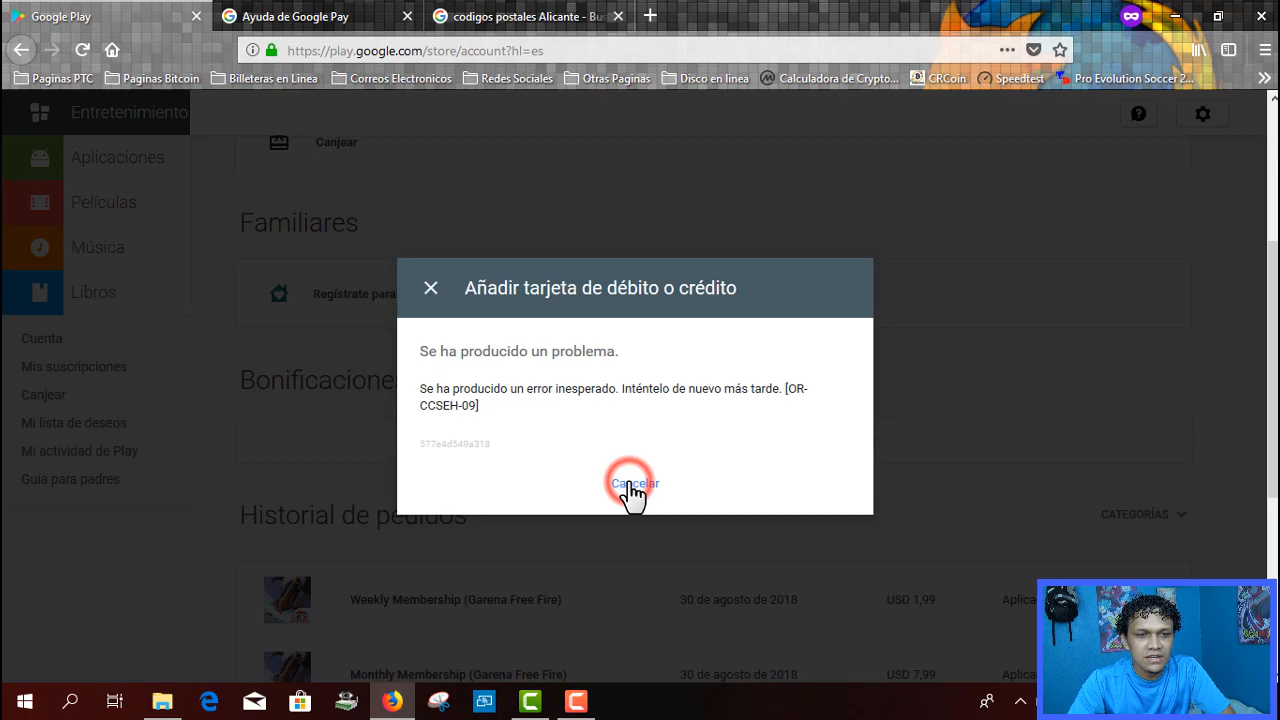 Google Play
Ayuda de Google Pay
codigos postales Alicante - Bus
https://play.google.com/store/account?hl=es
Paginas PTC
Paginas Bitcoin
Billeteras en Linea
Correos Electronicos
Redes Sociales
Otras Paginas
Disco en linea
Calculadora de Crypto...
CRCoin
Speedtest
Pro Evolution Soccer 2...
Entretenimiento
Aplicaciones
Películas
Música
Libros
Cuenta
Mis suscripciones
Canjear
Mi lista de deseos
Mi actividad de Play
Guía para padres
Canjear
Familiares
Regístrate para
Bonificaciones
Añadir tarjeta de débito o crédito
Se ha producido un problema.
Se ha producido un error inesperado. Inténtelo de nuevo más tarde. [OR-
CCSEH-09]
577e4d549a318
Cancelar
Historial de pedidos
CATEGORÍAS
Weekly Membership (Garena Free Fire)
30 de agosto de 2018
USD 1,99
Aplica
Monthly Membership (Garena Free Fire)
30 de agosto de 2018
USD 7,99
Aplica